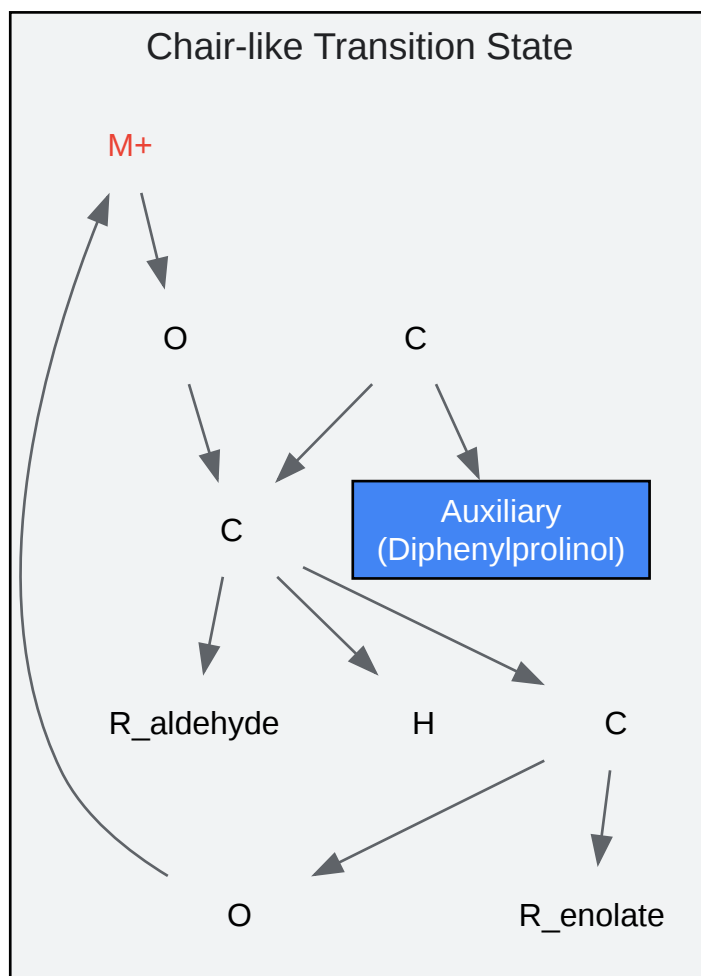 Chair-like Transition State
M+
O
C
C
Auxiliary
(Diphenylprolinol)
R_aldehyde
H
C
O
R_enolate